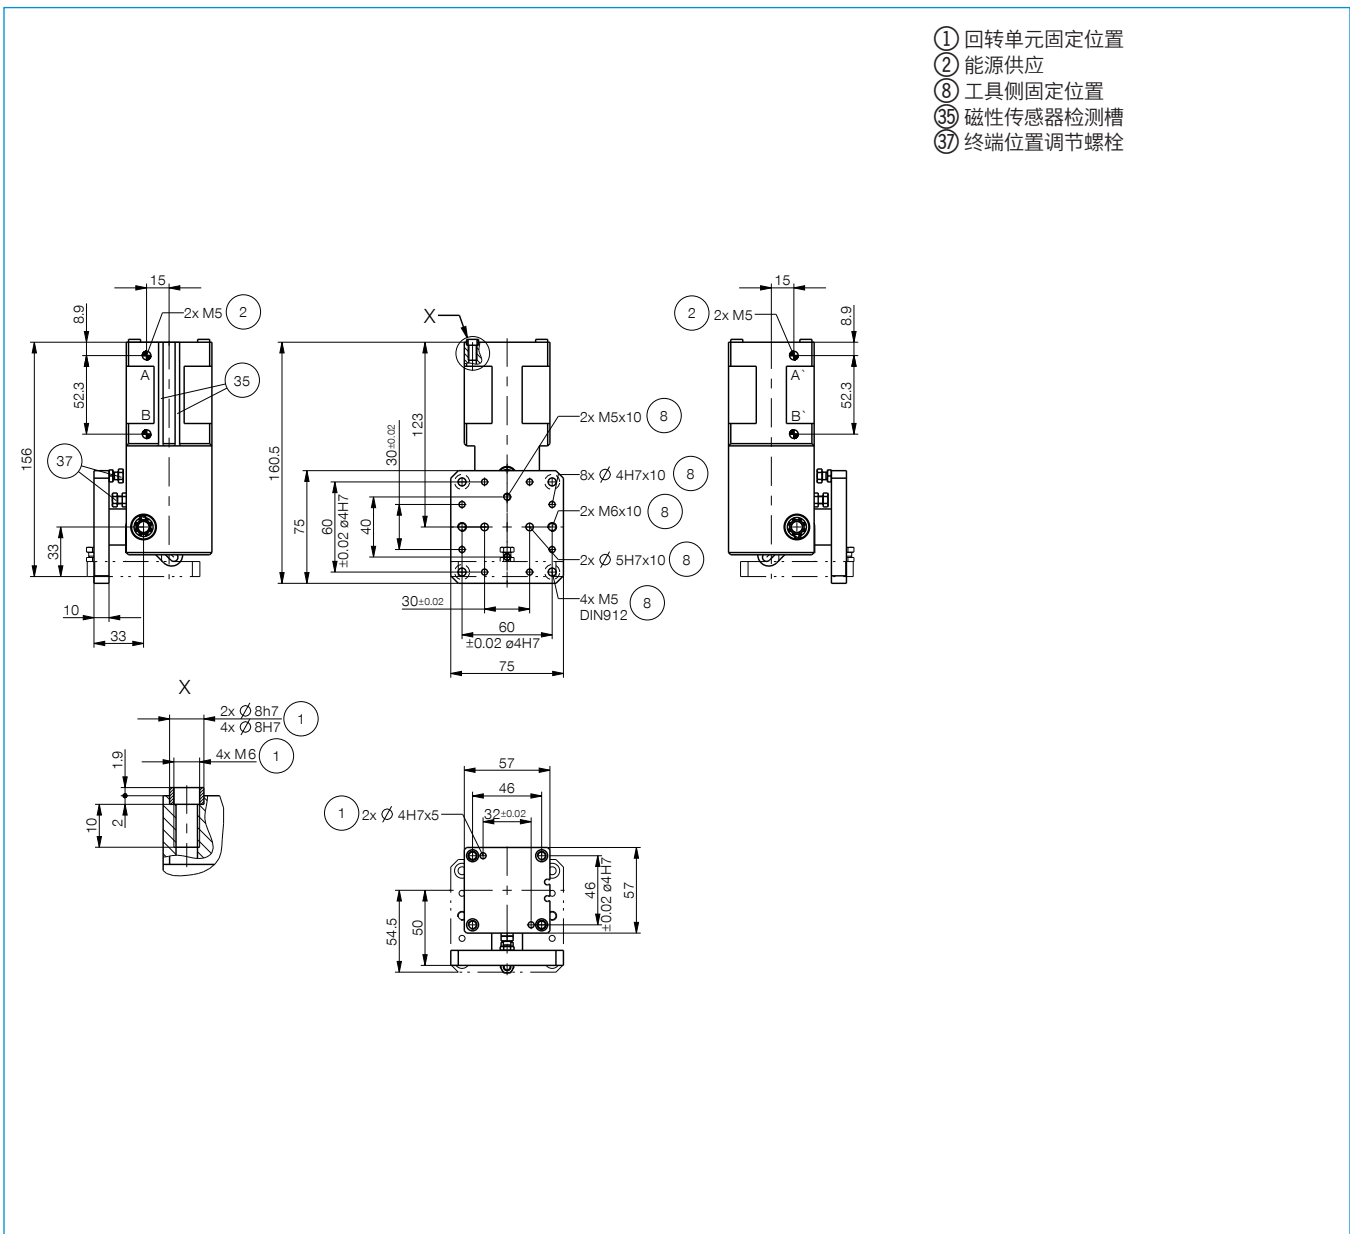 ① 回转单元固定位置
② 能源供应
⑧ 工具侧固定位置
㉟ 磁性传感器检测槽
㊲ 终端位置调节螺栓
15
8.9
2x M5 2
A
B
35
52.3
156
37
33
10
33
X
160.5
123
30±0.02
75
60
±0.02 ø4H7
40
2x M5x10 8
8x Ø 4H7x10 8
2x M6x10 8
2x Ø 5H7x10 8
4x M5 8
DIN912
30±0.02
60
±0.02 ø4H7
75
15
2 2x M5
8.9
A`
B`
52.3
X
2x Ø 8h7 1
4x Ø 8H7
4x M6 1
1.9
2
10
57
46
1 2x Ø 4H7x5
32±0.02
46
±0.02 ø4H7
57
54.5
50